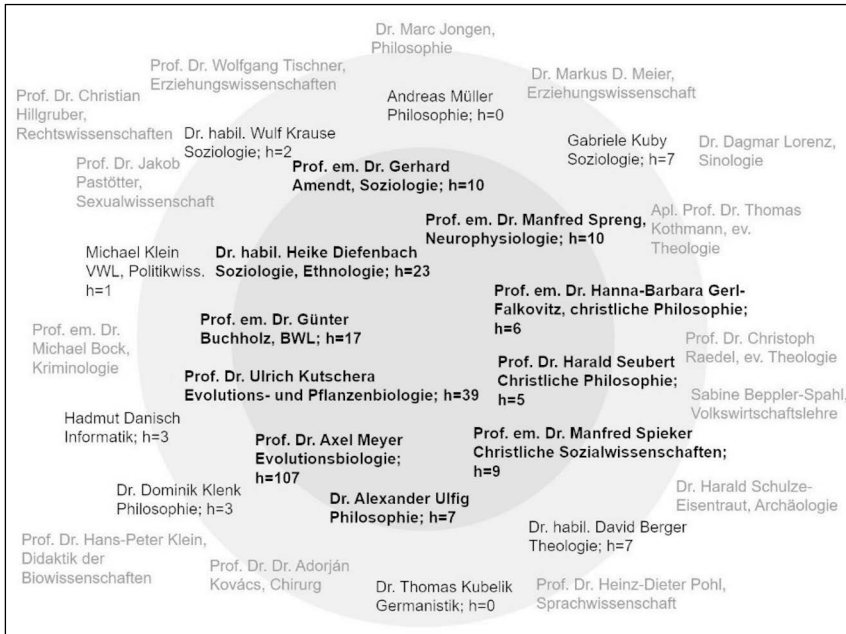 Dr. Marc Jongen,
Philosophie
Prof. Dr. Wolfgang Tischner,
Erziehungswissenschaften
Dr. Markus D. Meier,
Erziehungswissenschaft
Prof. Dr. Christian
Hillgruber,
Rechtswissenschaften
Andreas Müller
Philosophie; h=0
Dr. habil. Wulf Krause
Soziologie; h=2
Gabriele Kuby
Soziologie; h=7
Dr. Dagmar Lorenz,
Sinologie
Prof. Dr. Jakob
Pastötter,
Sexualwissenschaft
Prof. em. Dr. Gerhard
Amendt, Soziologie; h=10
Prof. em. Dr. Manfred Spreng,
Neurophysiologie; h=10
Apl. Prof. Dr. Thomas
Kothmann, ev.
Theologie
Michael Klein
VWL, Politikwiss.
h=1
Dr. habil. Heike Diefenbach
Soziologie, Ethnologie; h=23
Prof. em. Dr. Hanna-Barbara Gerl-
Falkovitz, christliche Philosophie;
h=6
Prof. em. Dr.
Michael Bock,
Kriminologie
Prof. em. Dr. Günter
Buchholz, BWL; h=17
Prof. Dr. Christoph
Raedel, ev. Theologie
Prof. Dr. Harald Seubert
Christliche Philosophie;
h=5
Prof. Dr. Ulrich Kutschera
Evolutions- und Pflanzenbiologie; h=39
Sabine Beppler-Spahl,
Volkswirtschaftslehre
Hadmut Danisch
Informatik; h=3
Prof. Dr. Axel Meyer
Evolutionsbiologie;
h=107
Prof. em. Dr. Manfred Spieker
Christliche Sozialwissenschaften;
h=9
Dr. Dominik Klenk
Philosophie; h=3
Dr. Alexander Ulfig
Philosophie; h=7
Dr. Harald Schulze-
Eisentraut, Archäologie
Dr. habil. David Berger
Theologie; h=7
Prof. Dr. Hans-Peter Klein,
Didaktik der
Biowissenschaften
Prof. Dr. Dr. Adorján
Kovács, Chirurg
Dr. Thomas Kubelik
Germanistik; h=0
Prof. Dr. Heinz-Dieter Pohl,
Sprachwissenschaft